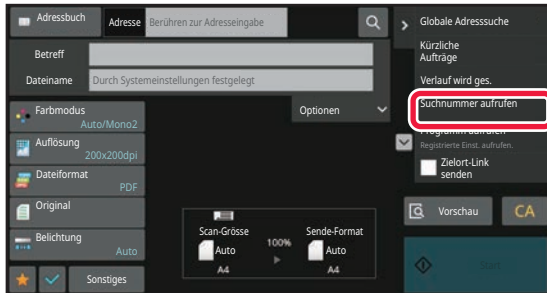 Adressbuch
Adresse
Berühren zur Adresseingabe
Betreff
Dateiname
Durch Systemeinstellungen festgelegt
Farbmodus
Auto/Mono2
Auflösung
200x200dpi
Dateiformat
PDF
Original
Belichtung
Auto
Sonstiges
Optionen
Scan-Grösse
Auto
A4
100%
Sende-Format
Auto
A4
Globale Adresssuche
Kürzliche
Aufträge
Verlauf wird ges.
Suchnummer aufrufen
Programm aufrufen
Registrierte Einst. aufrufen.
Zielort-Link
senden
Vorschau
CA
Start